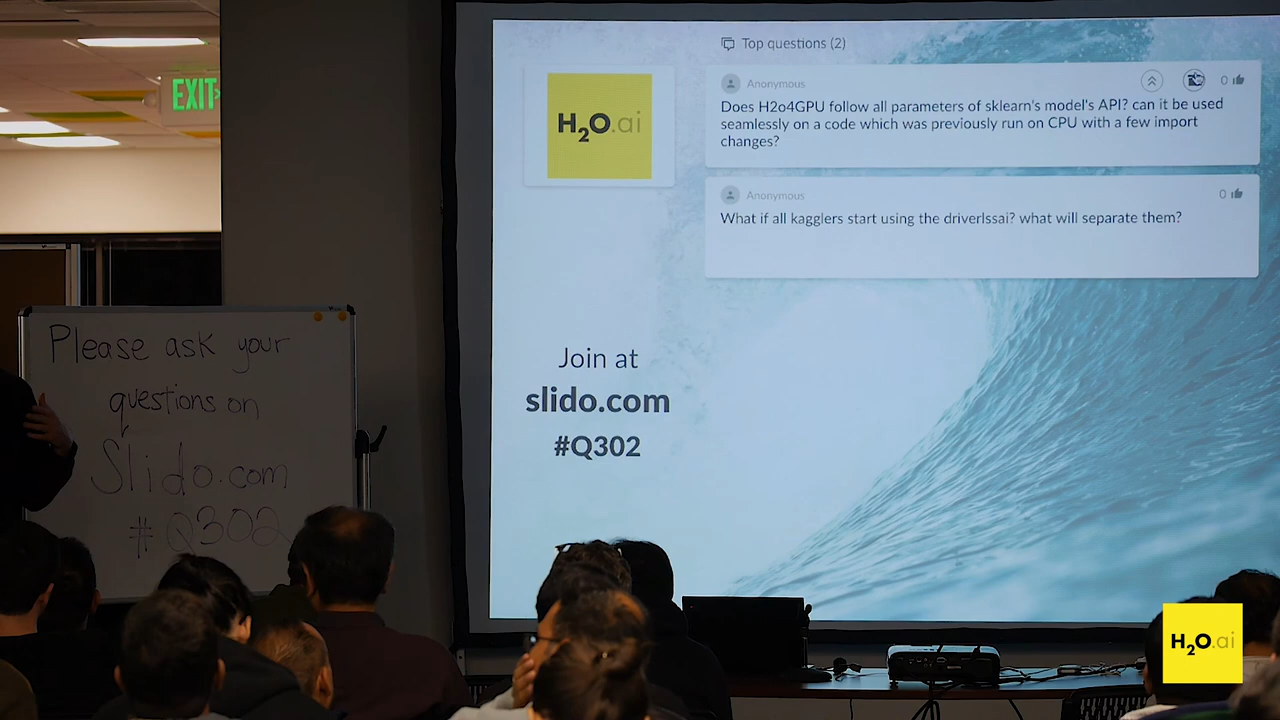 EXIT
Please ask your
questions on
Slido.com
# Q302
H2O.ai
Join at
slido.com
#Q302
Top questions (2)
Anonymous
0
Does H2o4GPU follow all parameters of sklearn's model's API? can it be used
seamlessly on a code which was previously run on CPU with a few import
changes?
Anonymous
0
What if all kagglers start using the driverlssai? what will separate them?
H2O.ai